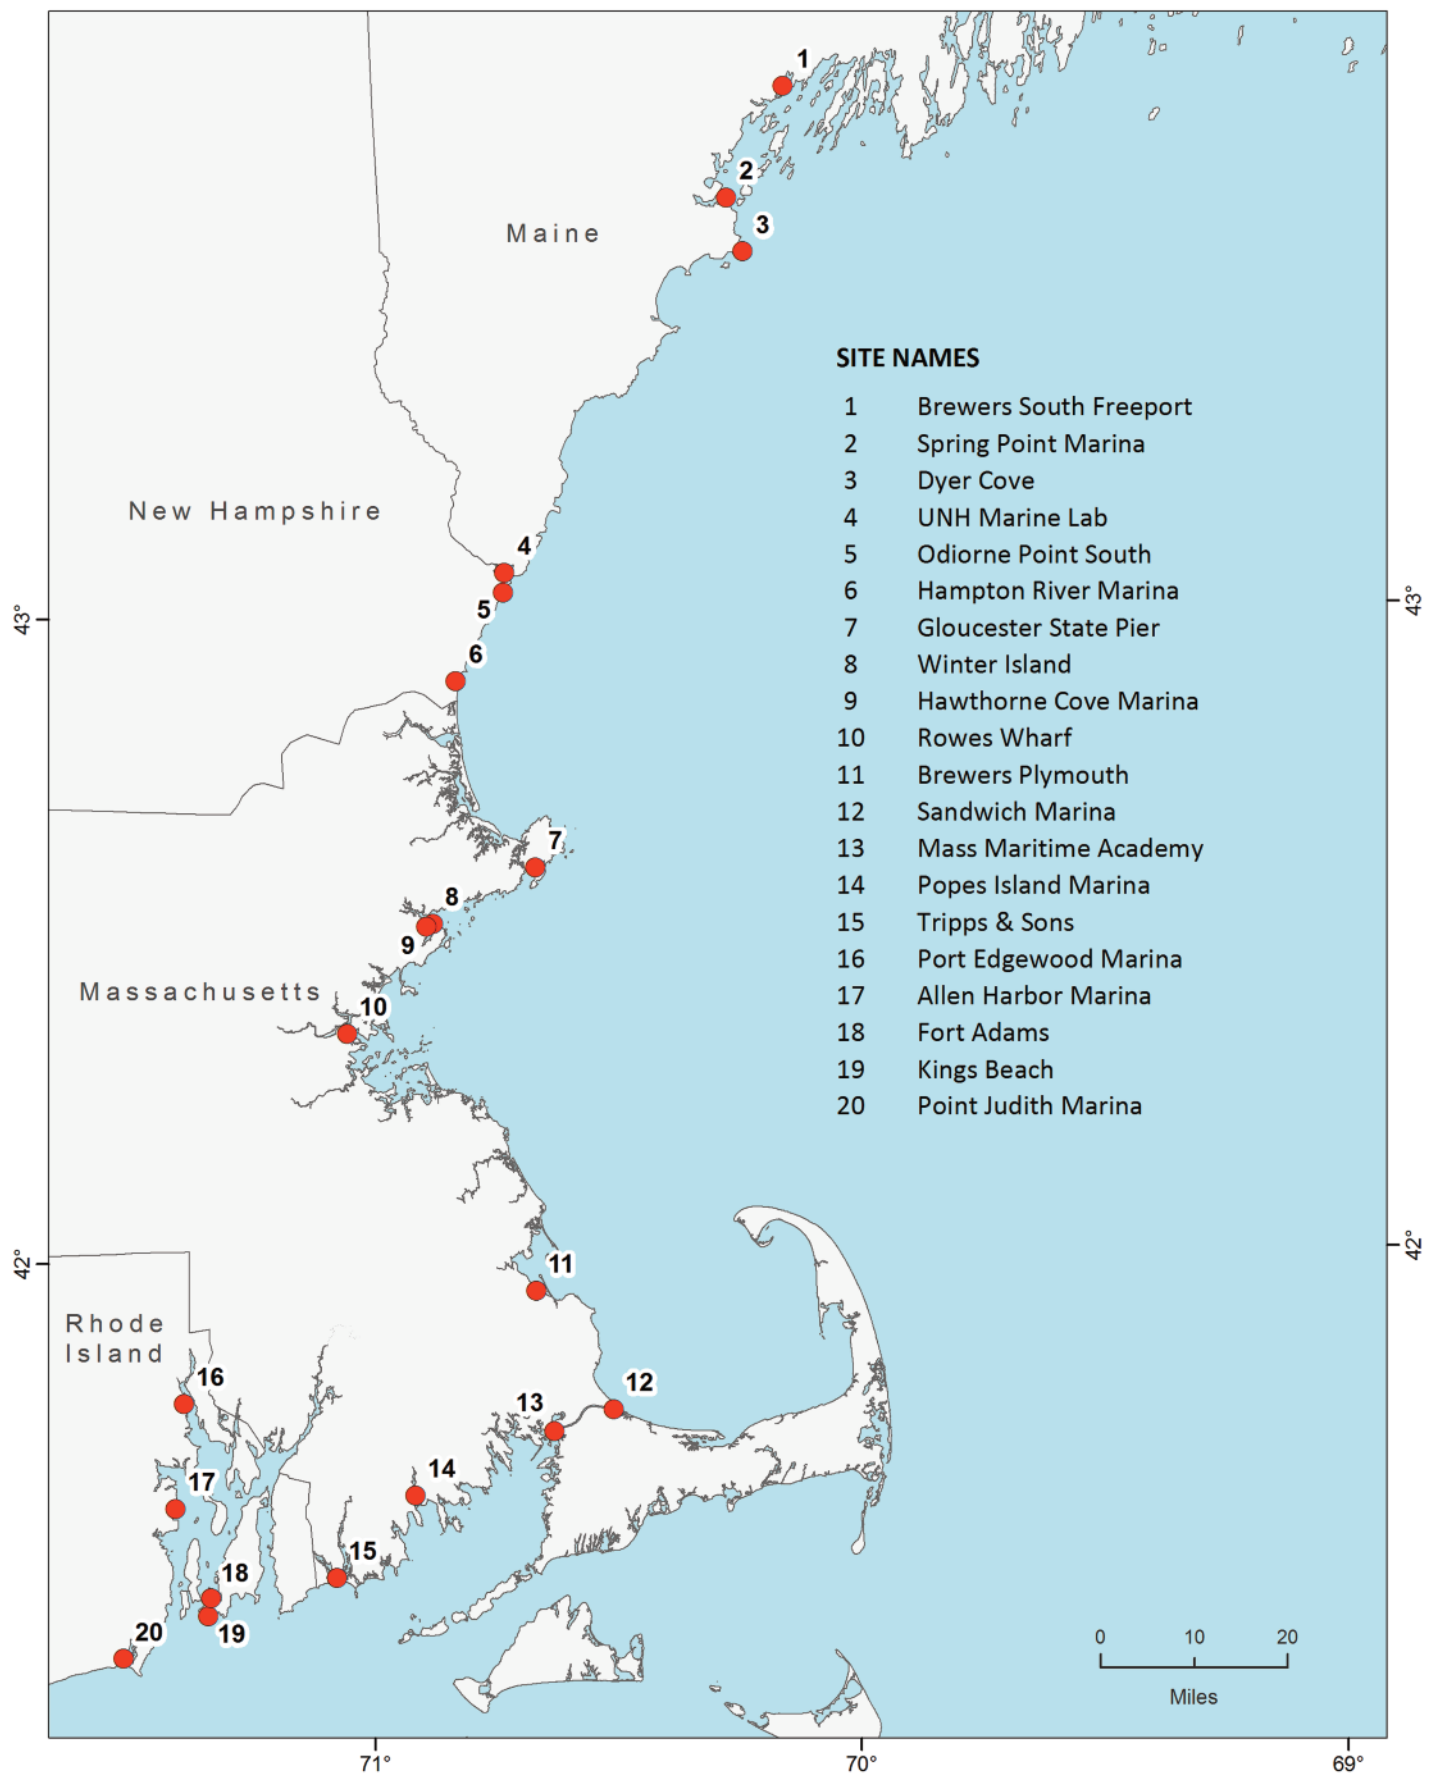 1
2
3
Maine
SITE NAMES
1 Brewers South Freeport
2 Spring Point Marina
3 Dyer Cove
4 UNH Marine Lab
5 Odiorne Point South
6 Hampton River Marina
7 Gloucester State Pier
8 Winter Island
9 Hawthorne Cove Marina
10 Rowes Wharf
11 Brewers Plymouth
12 Sandwich Marina
13 Mass Maritime Academy
14 Popes Island Marina
15 Tripps & Sons
16 Port Edgewood Marina
17 Allen Harbor Marina
18 Fort Adams
19 Kings Beach
20 Point Judith Marina
New Hampshire
4
5
43°
43°
6
7
8
9
Massachusetts
10
42°
42°
11
Rhode
Island
16
12
13
14
17
15
18
19
20
0 10 20
Miles
71° 70° 69°